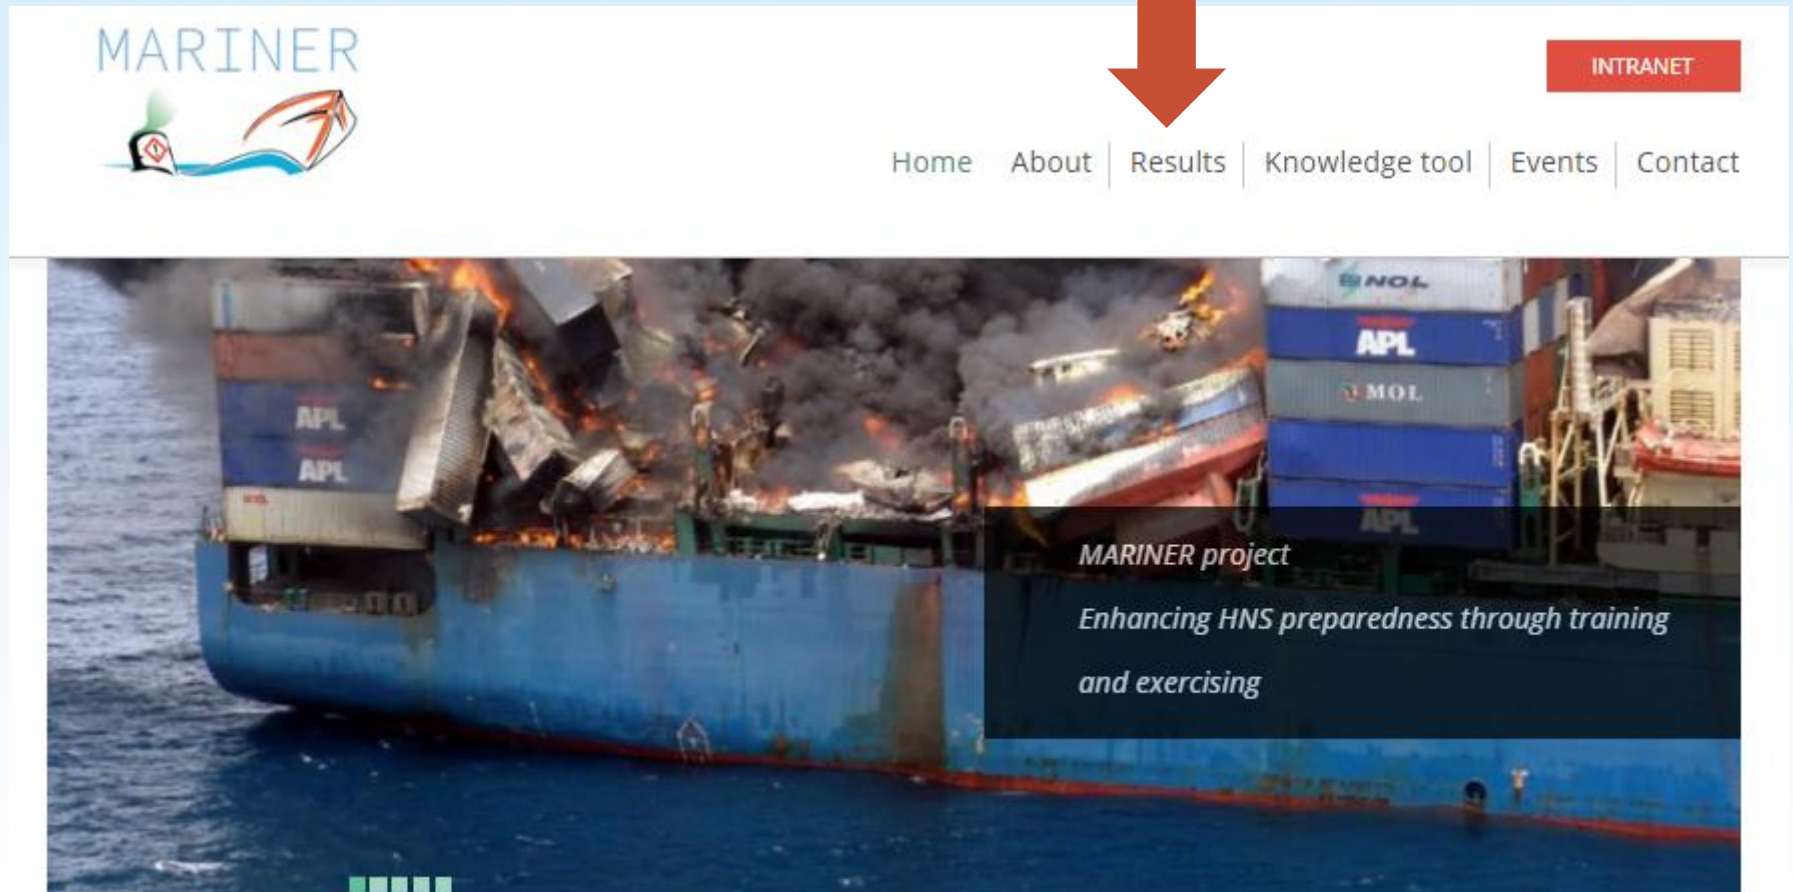 MARINER
INTRANET
Home About Results Knowledge tool Events Contact
NOL
APL
MOL
APL
APL
APL
MARINER project
Enhancing HNS preparedness through training
and exercising